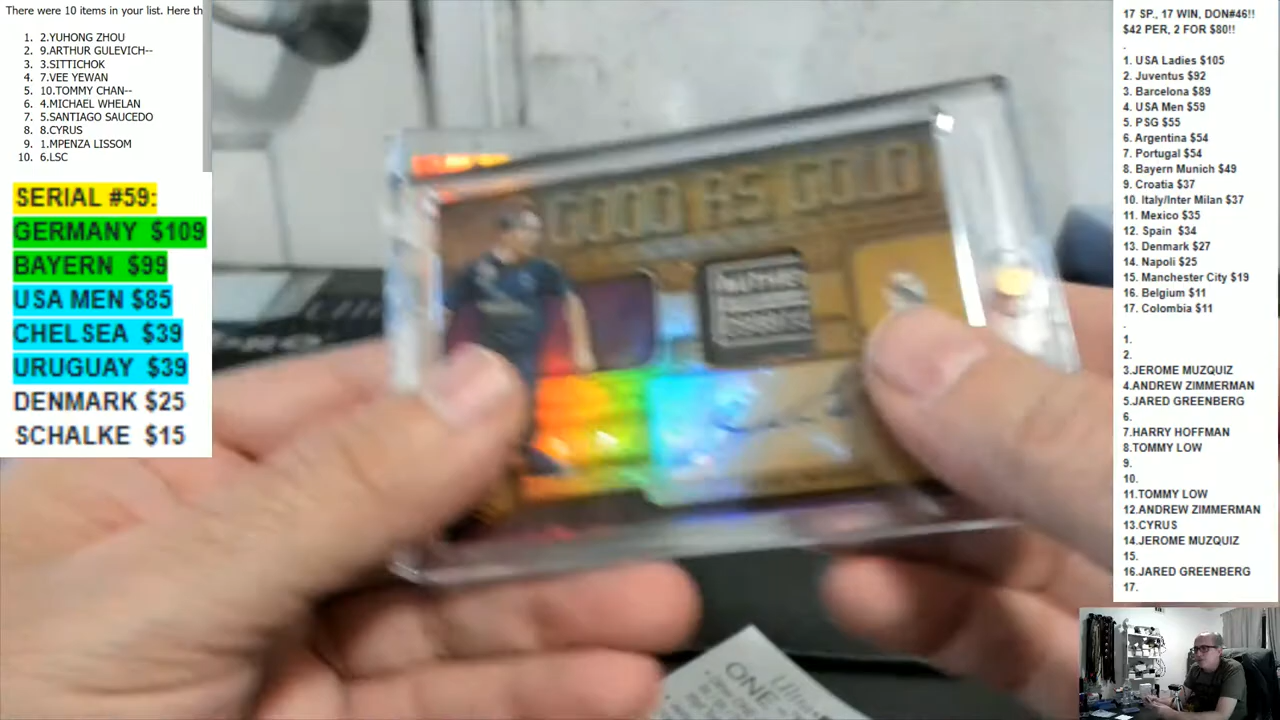 There were 10 items in your list. Here th
1. 2.YUHONG ZHOU
2. 9.ARTHUR GULEVICH--
3. 3.SITTICHOK
4. 7.VEE YEWAN
5. 10.TOMMY CHAN--
6. 4.MICHAEL WHELAN
7. 5.SANTIAGO SAUCEDO
8. 8.CYRUS
9. 1.MPENZA LISSOM
10. 6.LSC
SERIAL #59:
GERMANY $109
BAYERN $99
USA MEN $85
CHELSEA $39
URUGUAY $39
DENMARK $25
SCHALKE $15
GOOD AS GOLD
ONE
17 SP., 17 WIN, DON#46!!
$42 PER, 2 FOR $80!!
.
1. USA Ladies $105
2. Juventus $92
3. Barcelona $89
4. USA Men $59
5. PSG $55
6. Argentina $54
7. Portugal $54
8. Bayern Munich $49
9. Croatia $37
10. Italy/Inter Milan $37
11. Mexico $35
12. Spain $34
13. Denmark $27
14. Napoli $25
15. Manchester City $19
16. Belgium $11
17. Colombia $11
.
1.
2.
3.JEROME MUZQUIZ
4.ANDREW ZIMMERMAN
5.JARED GREENBERG
6.
7.HARRY HOFFMAN
8.TOMMY LOW
9.
10.
11.TOMMY LOW
12.ANDREW ZIMMERMAN
13.CYRUS
14.JEROME MUZQUIZ
15.
16.JARED GREENBERG
17.